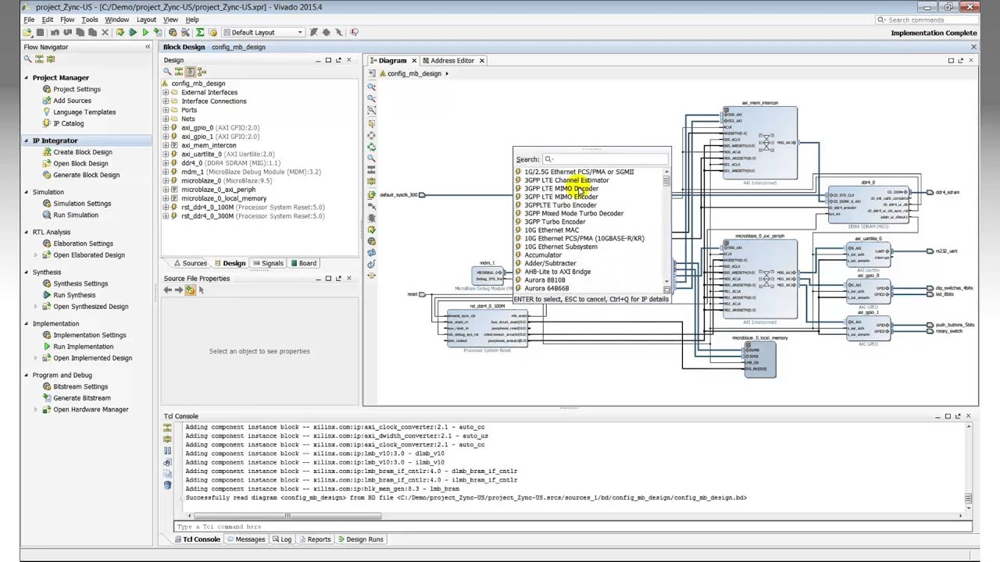 project_Zync-US - [C:/Demo/project_Zync-US/project_Zync-US.xpr] - Vivado 2015.4
File Edit Flow Tools Window Layout View Help
Search commands
Default Layout
Implementation Complete
Flow Navigator
Project Manager
Project Settings
Add Sources
Language Templates
IP Catalog
IP Integrator
Create Block Design
Open Block Design
Generate Block Design
Simulation
Simulation Settings
Run Simulation
RTL Analysis
Elaboration Settings
Open Elaborated Design
Synthesis
Synthesis Settings
Run Synthesis
Open Synthesized Design
Implementation
Implementation Settings
Run Implementation
Open Implemented Design
Program and Debug
Bitstream Settings
Generate Bitstream
Open Hardware Manager
Block Design config_mb_design
Design
config_mb_design
External Interfaces
Interface Connections
Ports
Nets
axi_gpio_0 (AXI GPIO:2.0)
axi_gpio_1 (AXI GPIO:2.0)
axi_mem_intercon
axi_uartlite_0 (AXI Uartlite:2.0)
ddr4_0 (DDR4 SDRAM (MIG):1.1)
mdm_1 (MicroBlaze Debug Module (MDM):3.2)
microblaze_0 (MicroBlaze:9.5)
microblaze_0_axi_periph
microblaze_0_local_memory
rst_ddr4_0_100M (Processor System Reset:5.0)
rst_ddr4_0_300M (Processor System Reset:5.0)
Sources Design Signals Board
Source File Properties
Select an object to see properties
Diagram Address Editor
config_mb_design
default_sysclk_300
reset
mdm_1
rst_ddr4_0_100M
Processor System Reset
Search:
1G/2.5G Ethernet PCS/PMA or SGMII
3GPP LTE Channel Estimator
3GPP LTE MIMO Decoder
3GPP LTE MIMO Encoder
3GPPLTE Turbo Encoder
3GPP Mixed Mode Turbo Decoder
3GPP Turbo Encoder
10G Ethernet MAC
10G Ethernet PCS/PMA (10GBASE-R/KR)
10G Ethernet Subsystem
Accumulator
Adder/Subtracter
AHB-Lite to AXI Bridge
Aurora 8B10B
Aurora 64B66B
ENTER to select, ESC to cancel, Ctrl+Q for IP details
axi_mem_intercon
AXI Interconnect
ddr4_0
DDR4 SDRAM (MIG)
ddr4_sdram
microblaze_0_axi_periph
AXI Interconnect
axi_uartlite_0
AXI Uartlite
rs232_uart
axi_gpio_0
AXI GPIO
dip_switches_4bits
led_8bits
axi_gpio_1
AXI GPIO
push_buttons_5bits
rotary_switch
microblaze_0_local_memory
Tcl Console
Adding component instance block -- xilinx.com:ip:axi_clock_converter:2.1 - auto_cc
Adding component instance block -- xilinx.com:ip:axi_dwidth_converter:2.1 - auto_us
Adding component instance block -- xilinx.com:ip:axi_clock_converter:2.1 - auto_cc
Adding component instance block -- xilinx.com:ip:lmb_v10:3.0 - dlmb_v10
Adding component instance block -- xilinx.com:ip:lmb_v10:3.0 - ilmb_v10
Adding component instance block -- xilinx.com:ip:lmb_bram_if_cntlr:4.0 - dlmb_bram_if_cntlr
Adding component instance block -- xilinx.com:ip:lmb_bram_if_cntlr:4.0 - ilmb_bram_if_cntlr
Adding component instance block -- xilinx.com:ip:blk_mem_gen:8.3 - lmb_bram
Successfully read diagram <config_mb_design> from BD file <C:/Demo/project_Zync-US/project_Zync-US.srcs/sources_1/bd/config_mb_design/config_mb_design.bd>
Type a Tcl command here
Tcl Console Messages Log Reports Design Runs